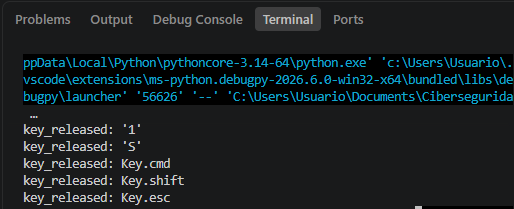 Problems Output Debug Console Terminal Ports
ppData\Local\Python\pythoncore-3.14-64\python.exe' 'c:\Users\Usuario\.
vscode\extensions\ms-python.debugpy-2026.6.0-win32-x64\bundled\libs\de
bugpy\launcher' '56626' '--' 'C:\Users\Usuario\Documents\Cibersegurida
…
key_released: '1'
key_released: 'S'
key_released: Key.cmd
key_released: Key.shift
key_released: Key.esc